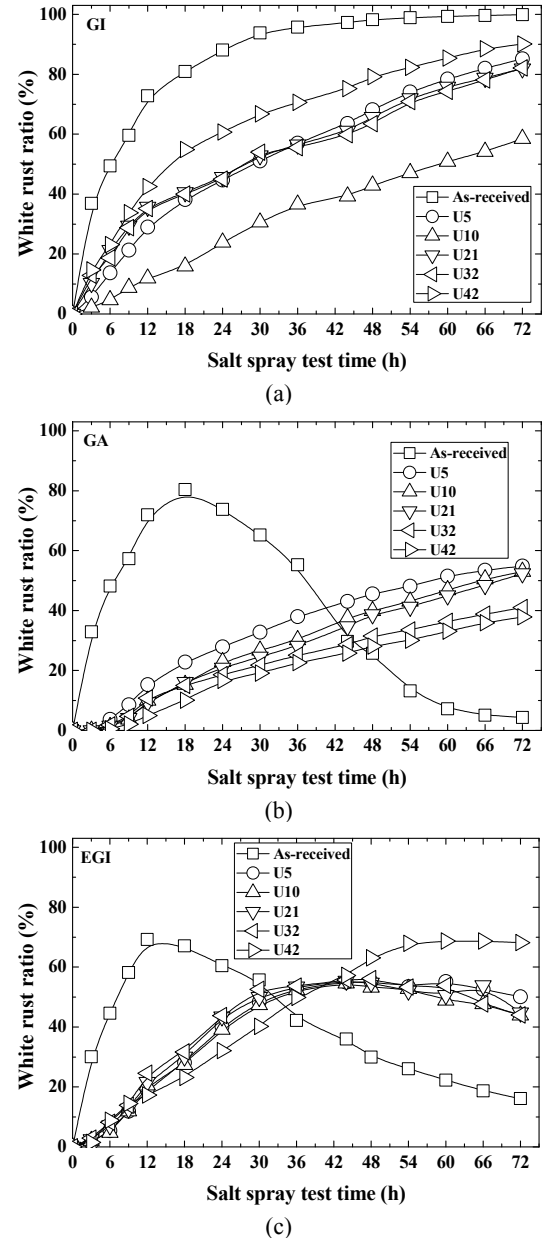 GI
100
80
60
40
20
0
White rust ratio (%)
As-received
U5
U10
U21
U32
U42
0 6 12 18 24 30 36 42 48 54 60 66 72
Salt spray test time (h)
(a)
GA
100
80
60
40
20
0
White rust ratio (%)
As-received
U5
U10
U21
U32
U42
0 6 12 18 24 30 36 42 48 54 60 66 72
Salt spray test time (h)
(b)
EGI
100
80
60
40
20
0
White rust ratio (%)
As-received
U5
U10
U21
U32
U42
0 6 12 18 24 30 36 42 48 54 60 66 72
Salt spray test time (h)
(c)